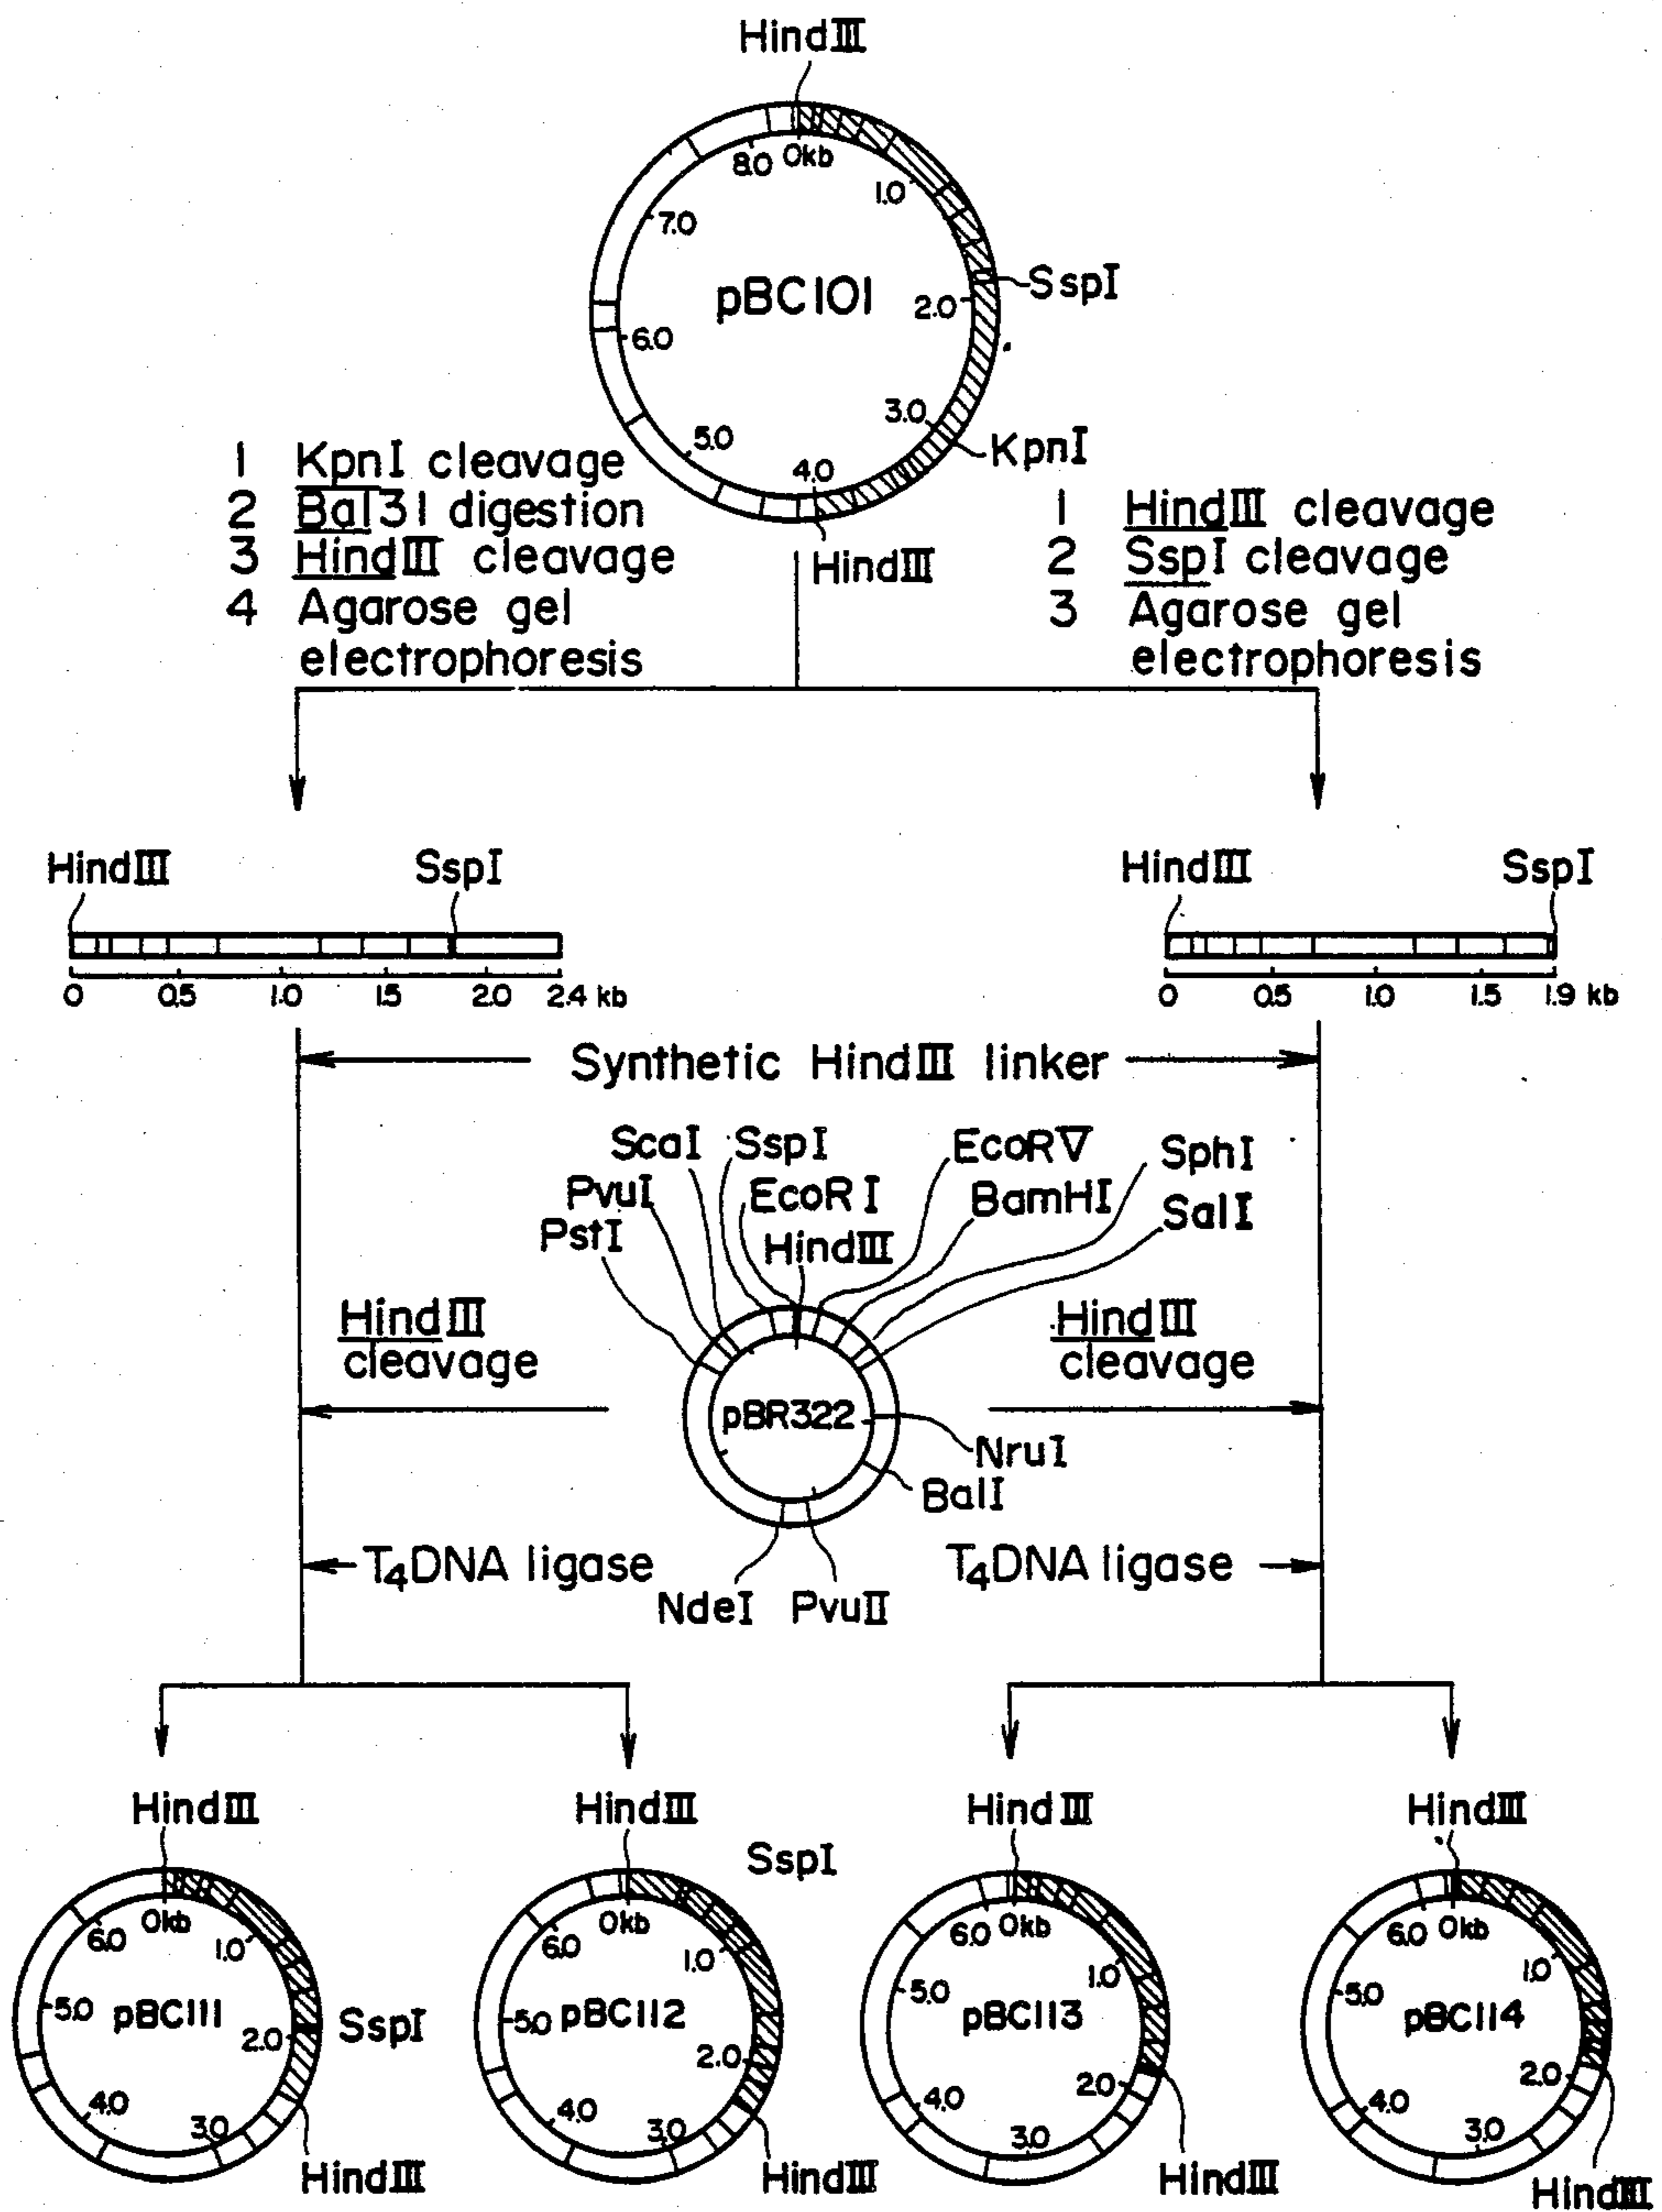 HindⅢ
8.0 0kb
1.0
7.0
SspI
pBC101
2.0
6.0
3.0
5.0
4.0
KpnI
HindⅢ
1 KpnI cleavage
2 Bal31 digestion
3 HindⅢ cleavage
4 Agarose gel
electrophoresis
1 HindⅢ cleavage
2 SspI cleavage
3 Agarose gel
electrophoresis
HindⅢ SspI
0 0.5 1.0 1.5 2.0 2.4 kb
HindⅢ SspI
0 0.5 1.0 1.5 1.9 kb
Synthetic HindⅢ linker
ScaI SspI EcoRⅤ SphI
PvuI EcoRI BamHI SalI
PstI HindⅢ
HindⅢ
cleavage
HindⅢ
cleavage
pBR322
NruI
BalI
T4DNA ligase
T4DNA ligase
NdeI PvuⅡ
HindⅢ
0kb
6.0
1.0
5.0 pBC111
2.0
SspI
4.0
3.0
HindⅢ
HindⅢ
SspI
0kb
6.0
1.0
5.0 pBC112
2.0
4.0
3.0
HindⅢ
HindⅢ
6.0 0kb
1.0
5.0
pBC113
2.0
4.0
3.0
HindⅢ
HindⅢ
6.0 0kb
1.0
5.0
pBC114
2.0
4.0
3.0
HindⅢ